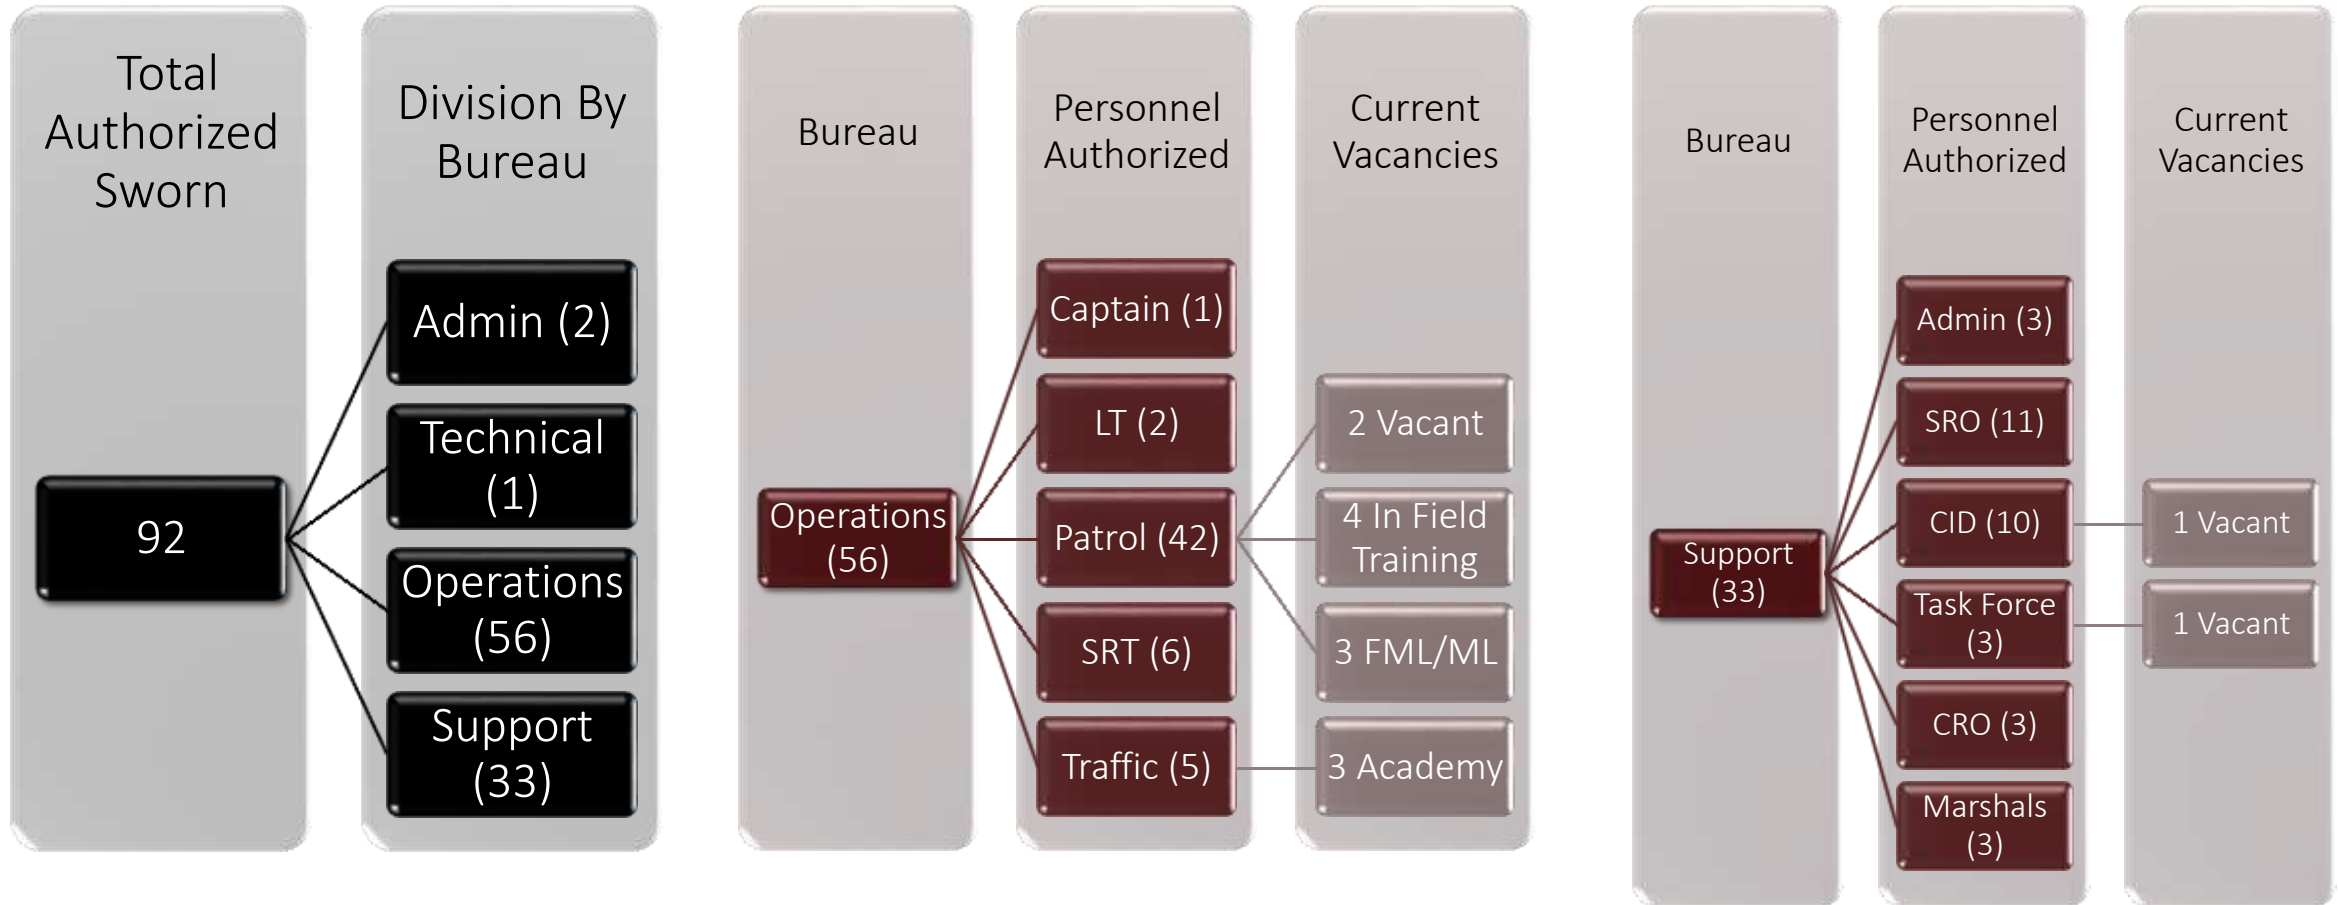 Total
Authorized
Sworn
92
Division By
Bureau
Admin (2)
Technical
(1)
Operations
(56)
Support
(33)
Bureau
Operations
(56)
Personnel
Authorized
Captain (1)
LT (2)
Patrol (42)
SRT (6)
Traffic (5)
Current
Vacancies
2 Vacant
4 In Field
Training
3 FML/ML
3 Academy
Bureau
Support
(33)
Personnel
Authorized
Admin (3)
SRO (11)
CID (10)
Task Force
(3)
CRO (3)
Marshals
(3)
Current
Vacancies
1 Vacant
1 Vacant